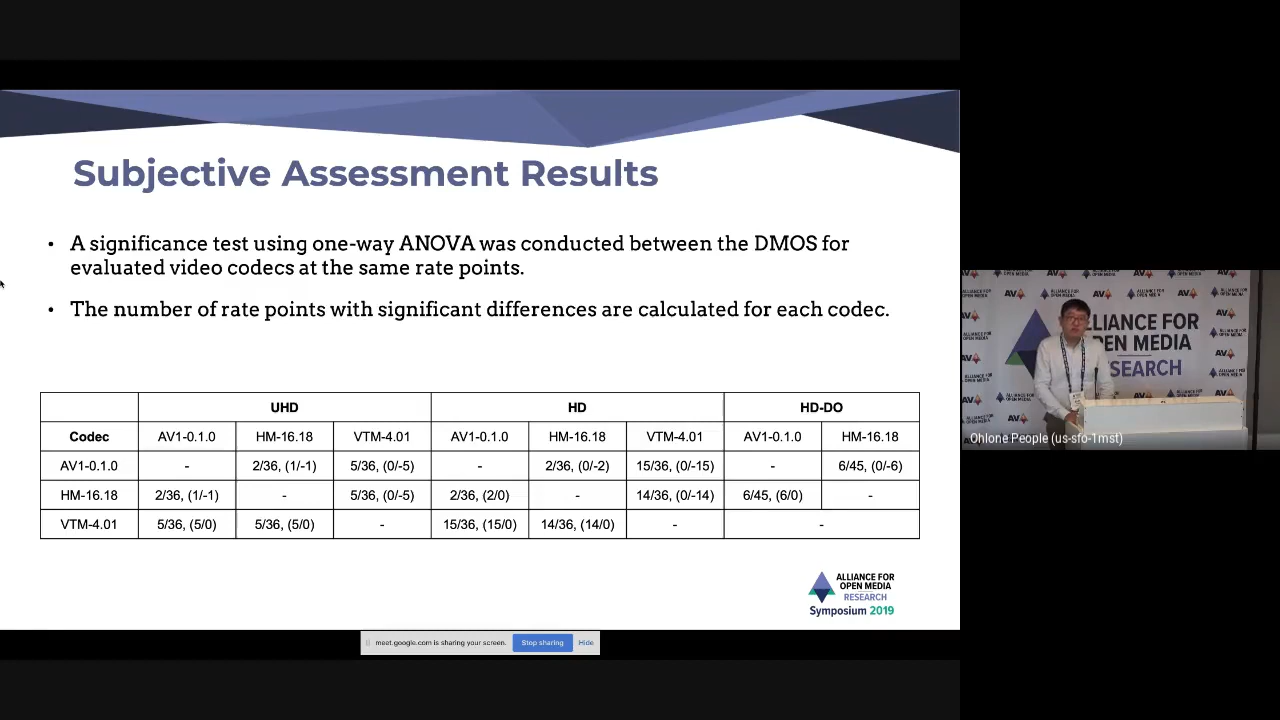 Subjective Assessment Results
• A significance test using one-way ANOVA was conducted between the DMOS for
evaluated video codecs at the same rate points.
• The number of rate points with significant differences are calculated for each codec.
UHD HD HD-DO
Codec AV1-0.1.0 HM-16.18 VTM-4.01 AV1-0.1.0 HM-16.18 VTM-4.01 AV1-0.1.0 HM-16.18
AV1-0.1.0 - 2/36, (1/-1) 5/36, (0/-5) - 2/36, (0/-2) 15/36, (0/-15) - 6/45, (0/-6)
HM-16.18 2/36, (1/-1) - 5/36, (0/-5) 2/36, (2/0) - 14/36, (0/-14) 6/45, (6/0) -
VTM-4.01 5/36, (5/0) 5/36, (5/0) - 15/36, (15/0) 14/36, (14/0) - -
ALLIANCE FOR
OPEN MEDIA
RESEARCH
Symposium 2019
meet.google.com is sharing your screen. Stop sharing Hide
LLIANCE FOR
PEN MEDIA
SEARCH
Ohlone People (us-sfo-1mst)